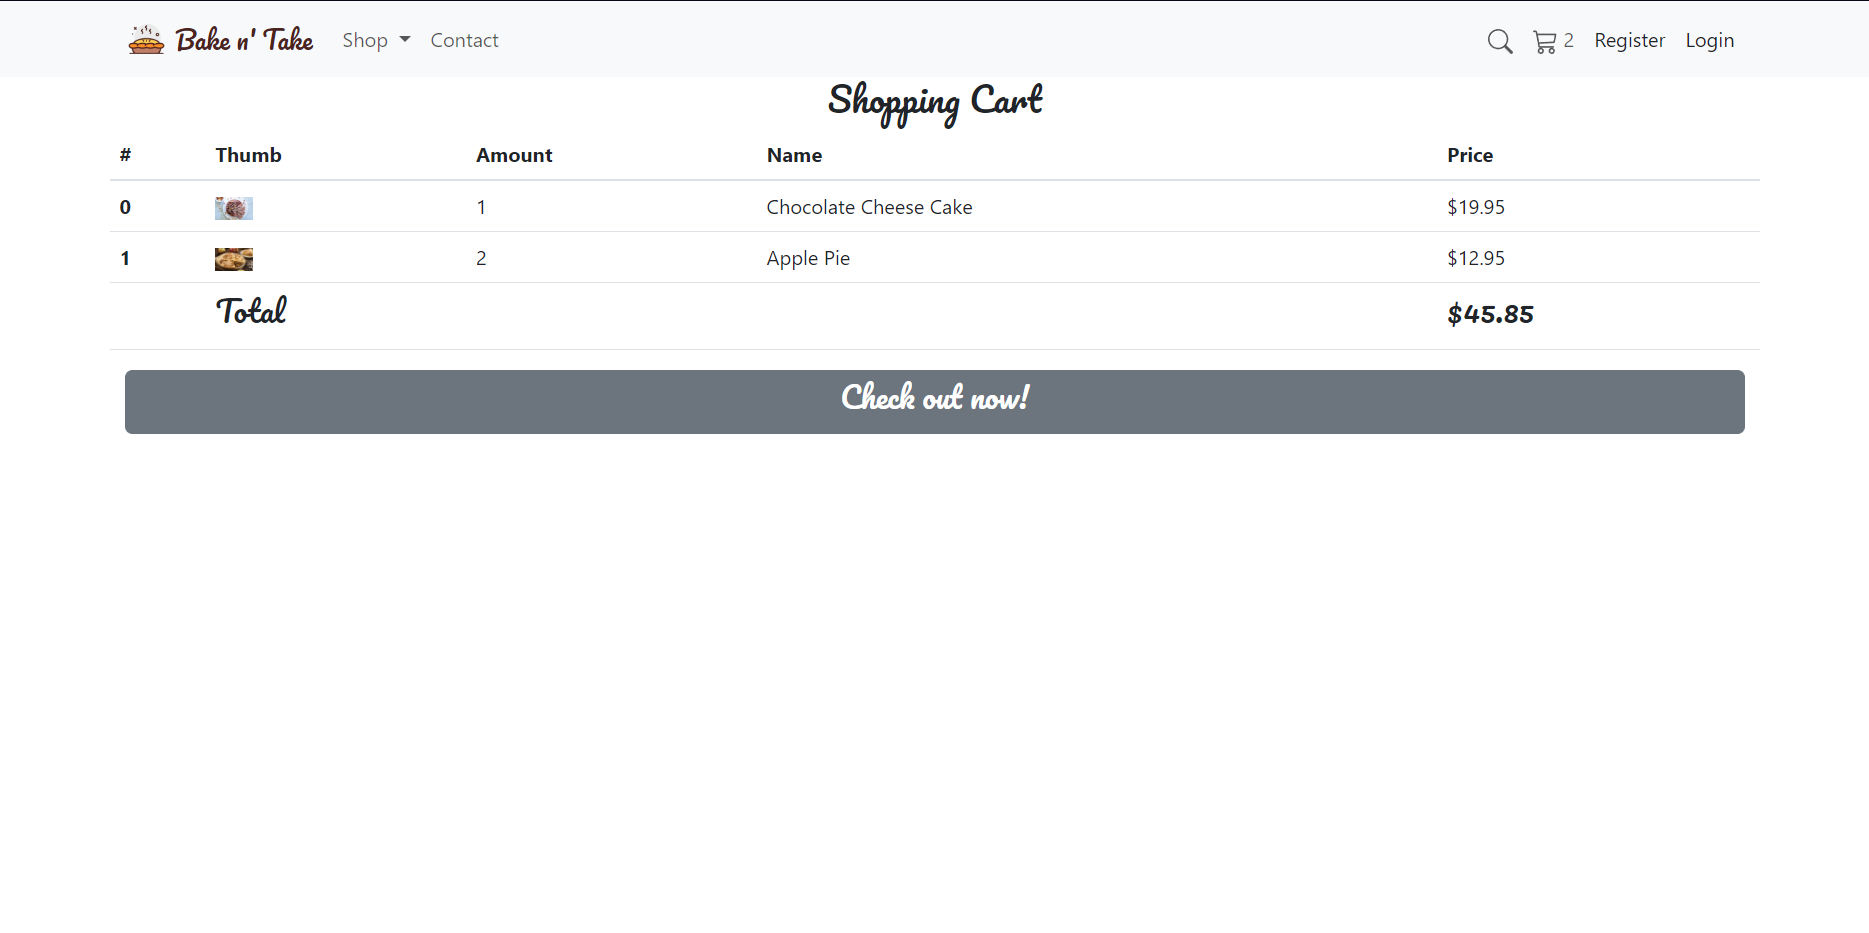 Bake n' Take Shop Contact 2 Register Login
Shopping Cart
# Thumb Amount Name Price
0 1 Chocolate Cheese Cake $19.95
1 2 Apple Pie $12.95
Total $45.85
Check out now!